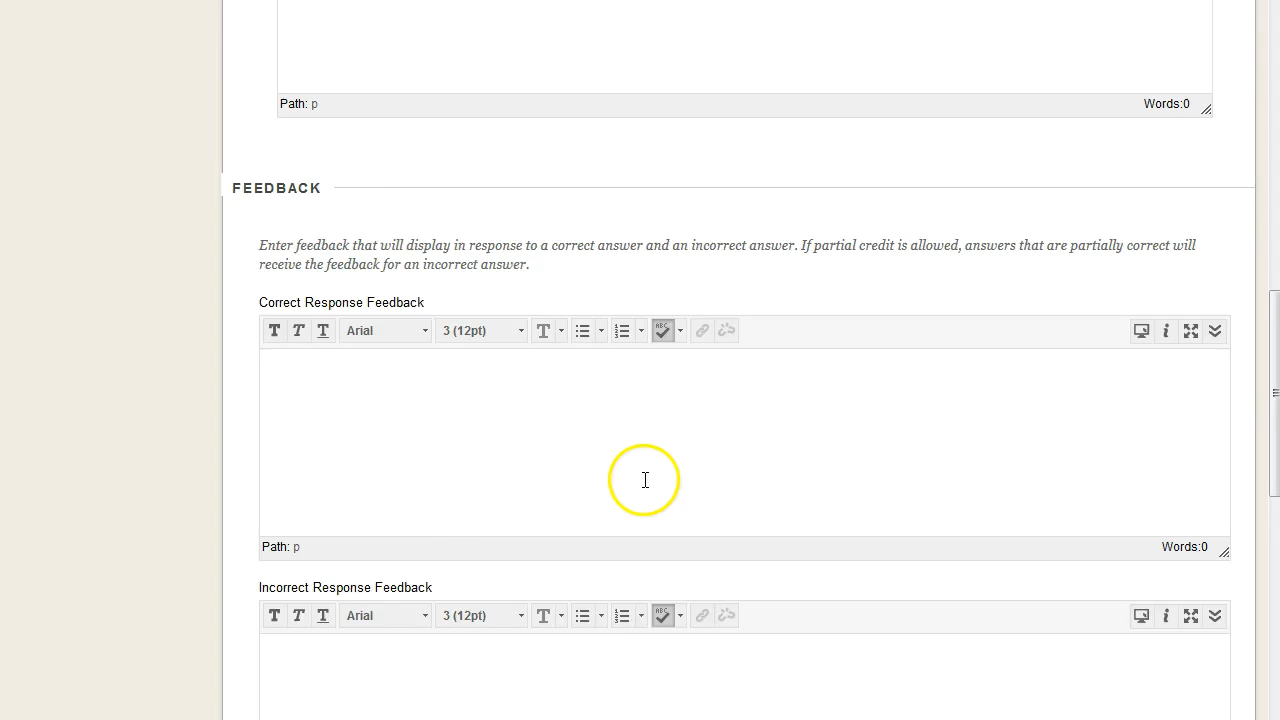 Path: p Words:0
FEEDBACK
Enter feedback that will display in response to a correct answer and an incorrect answer. If partial credit is allowed, answers that are partially correct will
receive the feedback for an incorrect answer.
Correct Response Feedback
T T T Arial 3 (12pt) T ABC i
Path: p Words:0
Incorrect Response Feedback
T T T Arial 3 (12pt) T ABC i